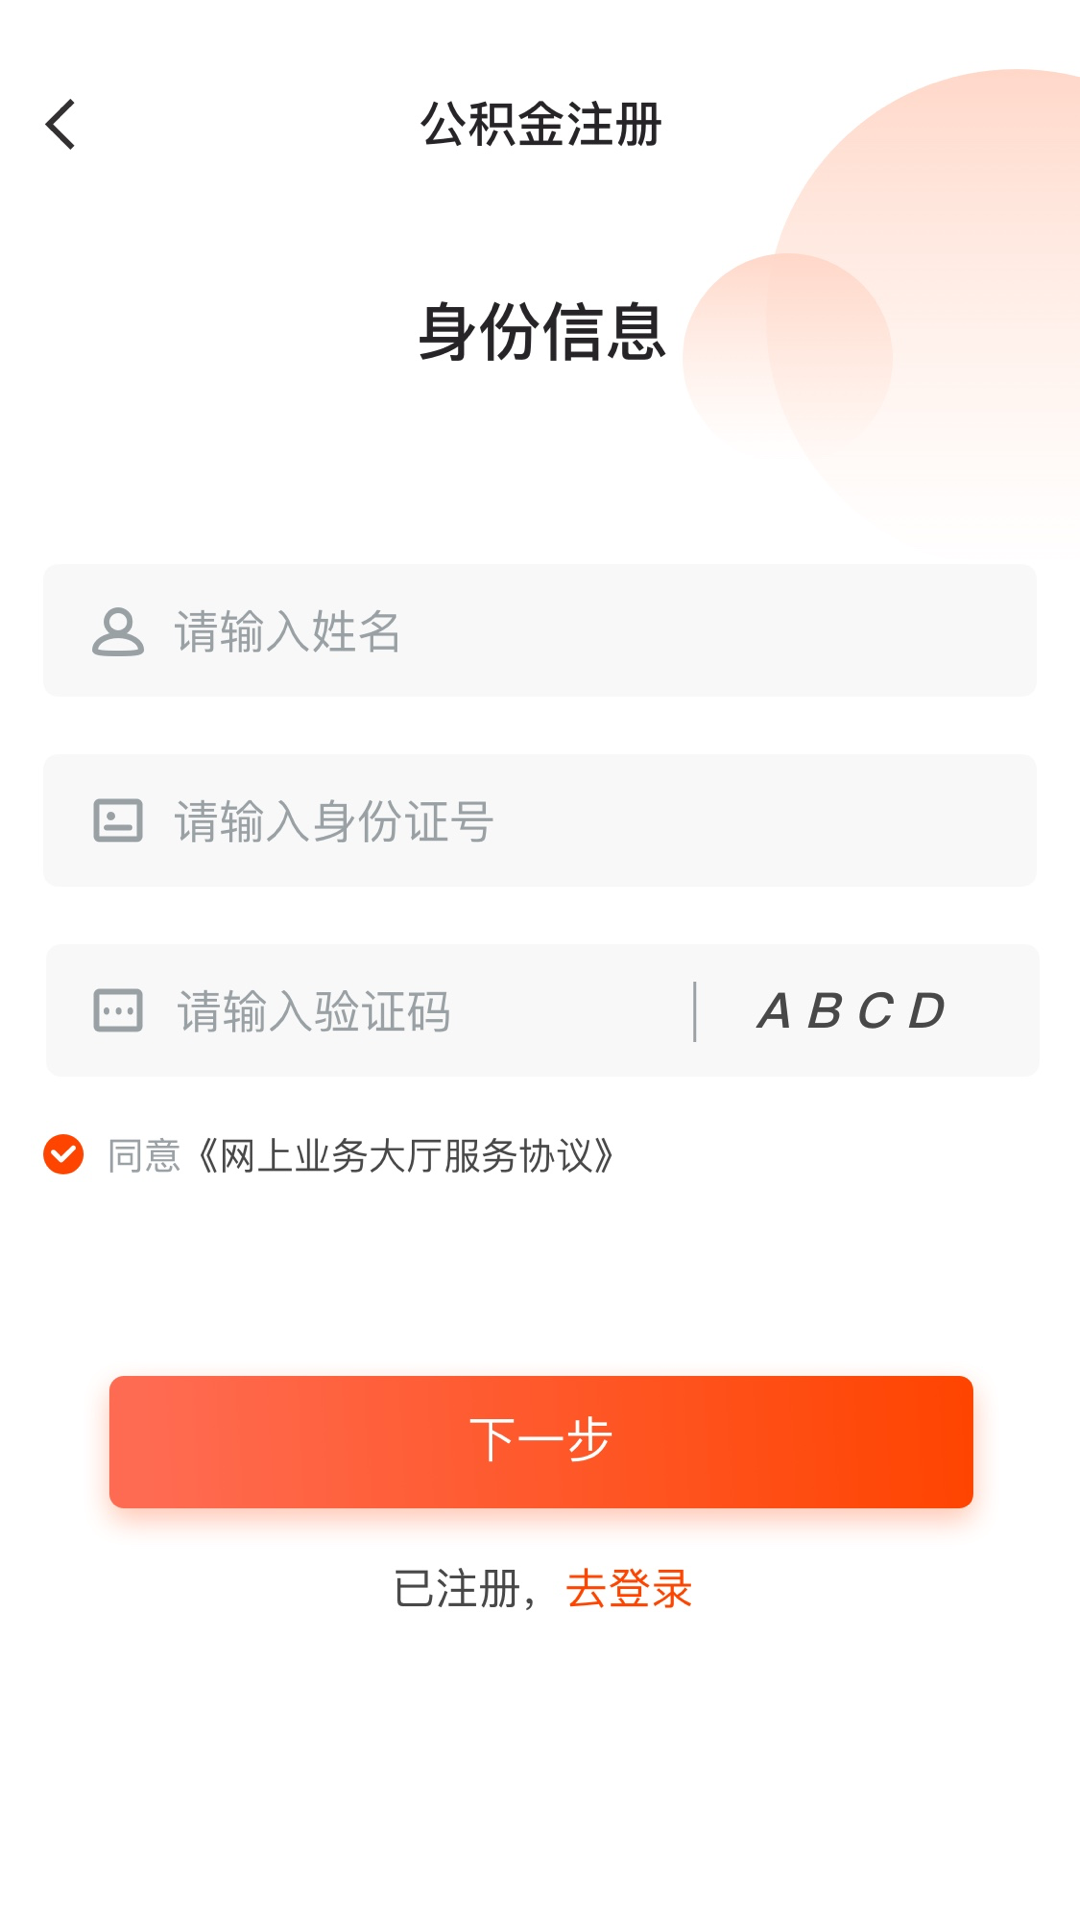 公积金注册
身份信息
请输入姓名
请输入身份证号
请输入验证码 ABCD
同意《网上业务大厅服务协议》
下一步
已注册，去登录